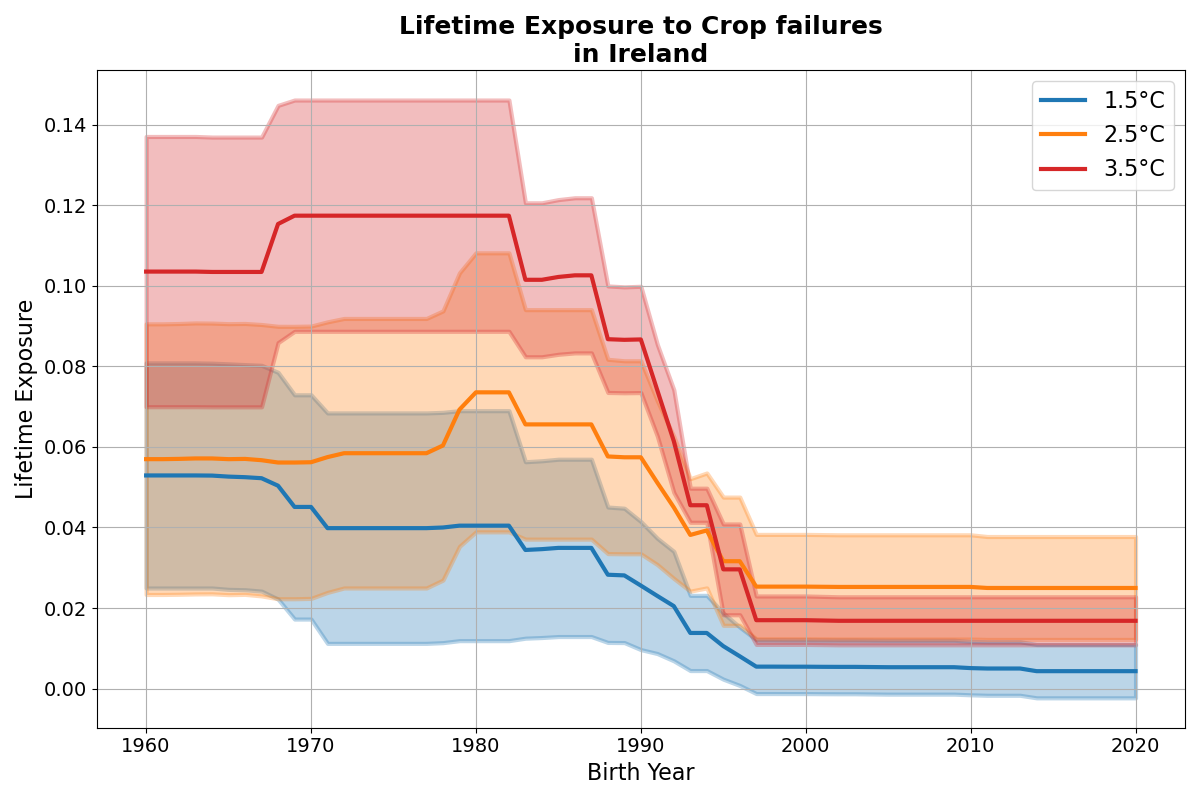 Lifetime Exposure to Crop failures
in Ireland
Lifetime Exposure
0.14
0.12
0.10
0.08
0.06
0.04
0.02
0.00
1.5°C
2.5°C
3.5°C
1960
1970
1980
1990
2000
2010
2020
Birth Year